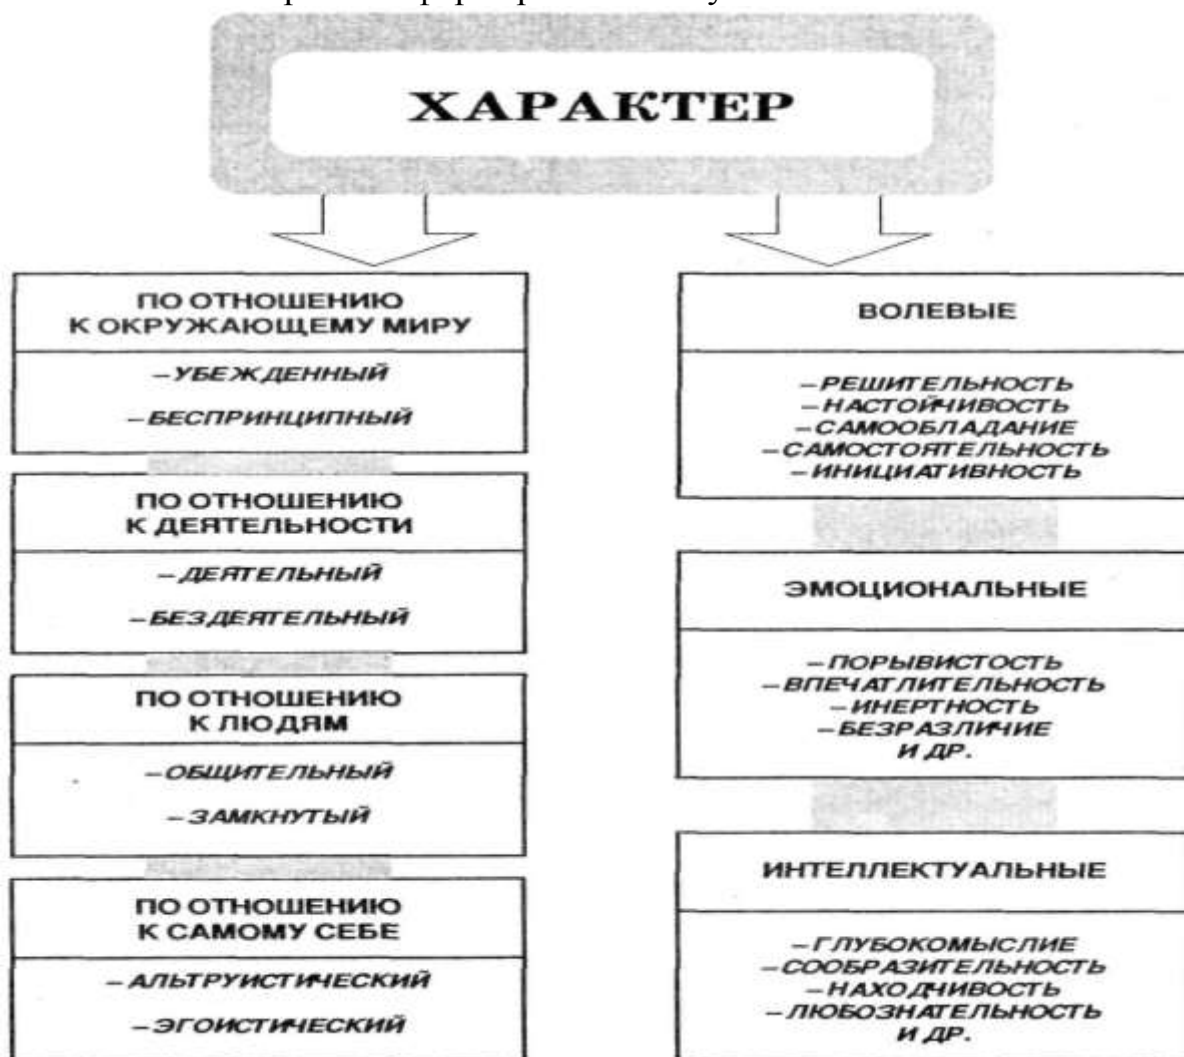 ХАРАКТЕР
ПО ОТНОШЕНИЮ
К ОКРУЖАЮЩЕМУ МИРУ
– УБЕЖДЕННЫЙ
– БЕСПРИНЦИПНЫЙ
ПО ОТНОШЕНИЮ
К ДЕЯТЕЛЬНОСТИ
– ДЕЯТЕЛЬНЫЙ
– БЕЗДЕЯТЕЛЬНЫЙ
ПО ОТНОШЕНИЮ
К ЛЮДЯМ
– ОБЩИТЕЛЬНЫЙ
– ЗАМКНУТЫЙ
ПО ОТНОШЕНИЮ
К САМОМУ СЕБЕ
– АЛЬТРУИСТИЧЕСКИЙ
– ЭГОИСТИЧЕСКИЙ
ВОЛЕВЫЕ
– РЕШИТЕЛЬНОСТЬ
– НАСТОЙЧИВОСТЬ
– САМООБЛАДАНИЕ
– САМОСТОЯТЕЛЬНОСТЬ
– ИНИЦИАТИВНОСТЬ
ЭМОЦИОНАЛЬНЫЕ
– ПОРЫВИСТОСТЬ
– ВПЕЧАТЛИТЕЛЬНОСТЬ
– ИНЕРТНОСТЬ
– БЕЗРАЗЛИЧИЕ
И ДР.
ИНТЕЛЛЕКТУАЛЬНЫЕ
– ГЛУБОКОМЫСЛИЕ
– СООБРАЗИТЕЛЬНОСТЬ
– НАХОДЧИВОСТЬ
– ЛЮБОЗНАТЕЛЬНОСТЬ
И ДР.